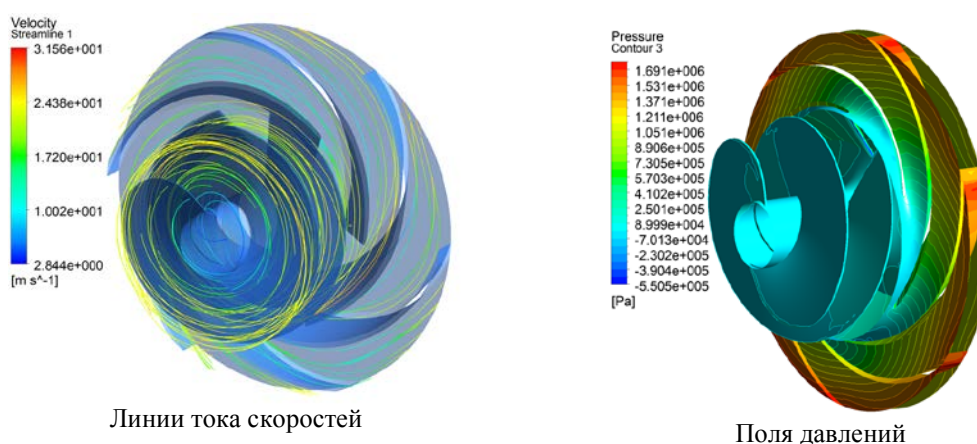 Velocity
Streamline 1
3.156e+001
2.438e+001
1.720e+001
1.002e+001
2.844e+000
[m s^-1]
Линии тока скоростей
Pressure
Contour 3
1.691e+006
1.531e+006
1.371e+006
1.211e+006
1.051e+006
8.906e+005
7.305e+005
5.703e+005
4.102e+005
2.501e+005
8.999e+004
-7.013e+004
-2.302e+005
-3.904e+005
-5.505e+005
[Pa]
Поля давлений